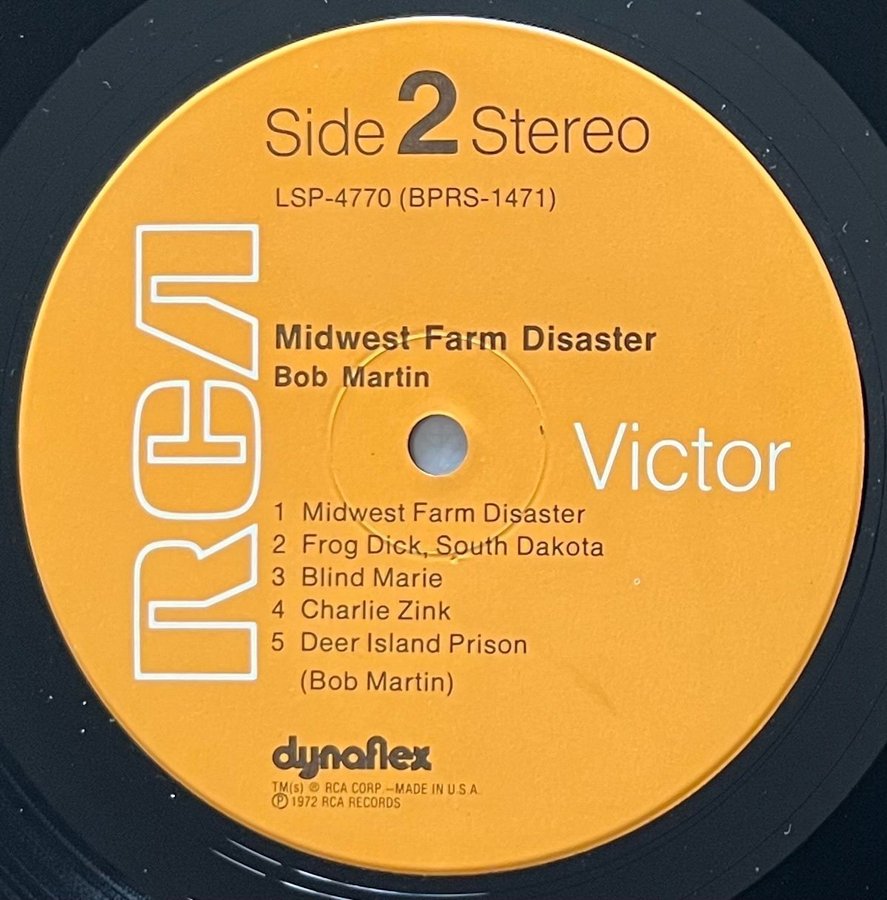 Side 2 Stereo
LSP-4770 (BPRS-1471)
RCA
Midwest Farm Disaster
Bob Martin
Victor
1 Midwest Farm Disaster
2 Frog Dick, South Dakota
3 Blind Marie
4 Charlie Zink
5 Deer Island Prison
(Bob Martin)
dynaflex
TM(s) ® RCA CORP.—MADE IN U.S.A.
℗ 1972 RCA RECORDS